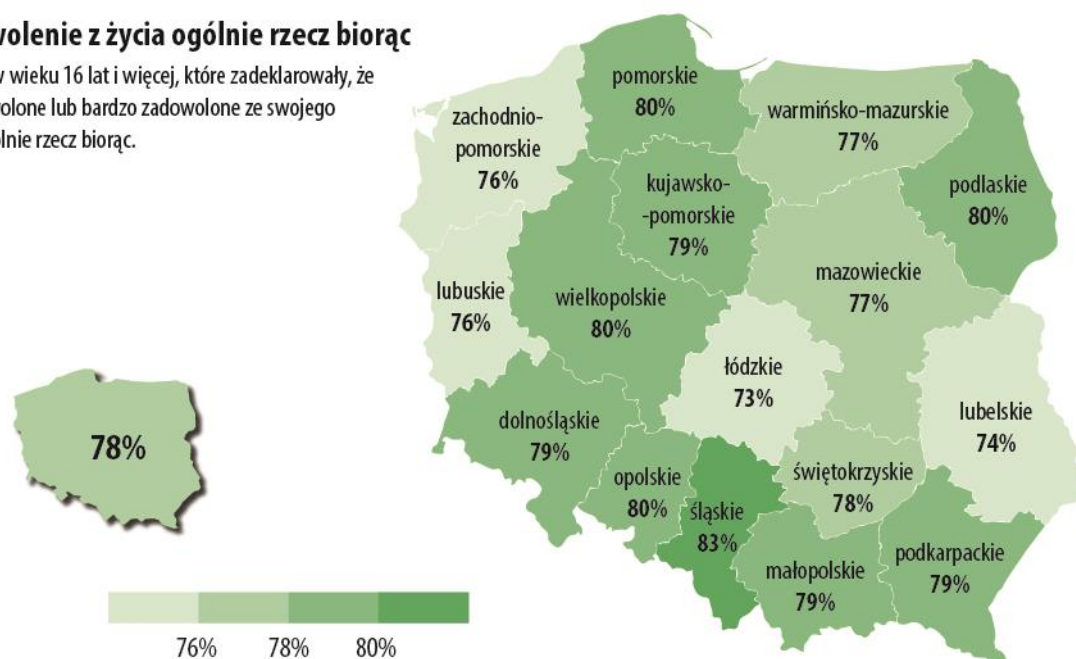 wolenie z życia ogólnie rzecz biorąc
w wieku 16 lat i więcej, które zadeklarowały, że
wolone lub bardzo zadowolone ze swojego
ólnie rzecz biorąc.
pomorskie
80%
warmińsko-mazurskie
77%
zachodnio-
pomorskie
76%
kujawsko-
-pomorskie
79%
podlaskie
80%
mazowieckie
77%
lubuskie
76%
wielkopolskie
80%
łódzkie
73%
lubelskie
74%
dolnośląskie
79%
opolskie
80%
śląskie
83%
świętokrzyskie
78%
małopolskie
79%
podkarpackie
79%
78%
76%
78%
80%